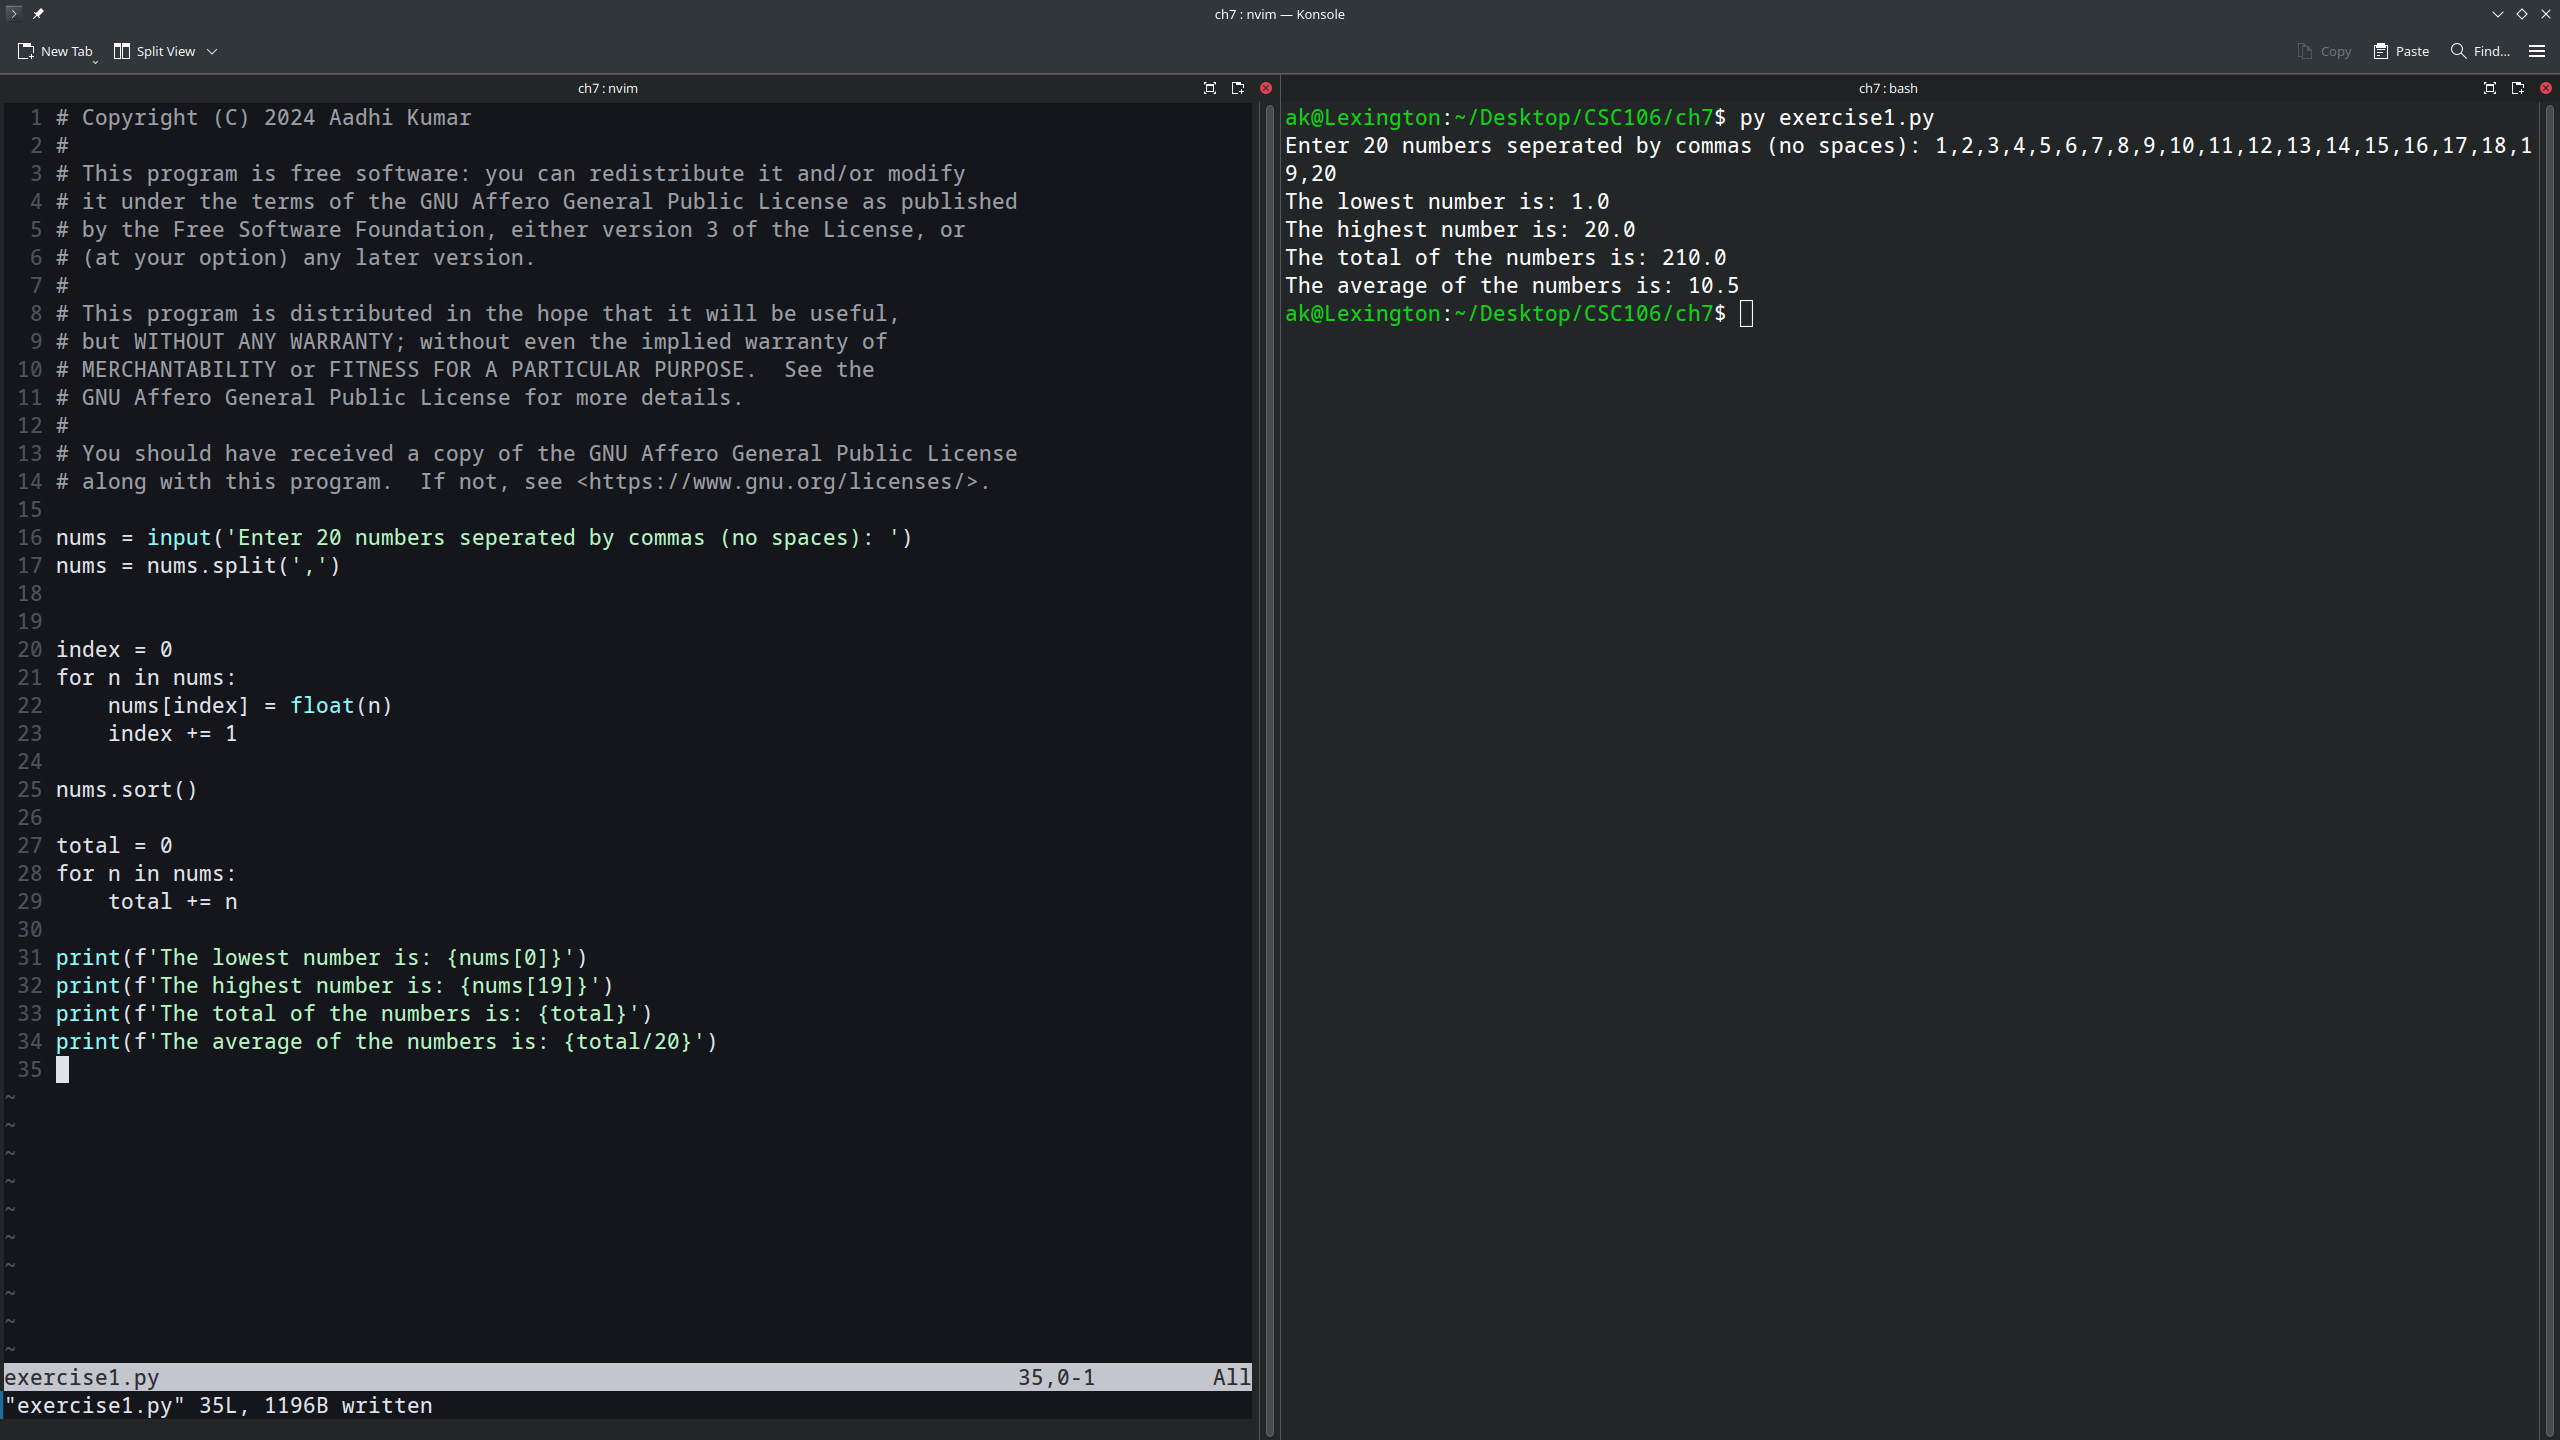 ch7 : nvim — Konsole
New Tab Split View Copy Paste Find...
ch7 : nvim
1 # Copyright (C) 2024 Aadhi Kumar
2 #
3 # This program is free software: you can redistribute it and/or modify
4 # it under the terms of the GNU Affero General Public License as published
5 # by the Free Software Foundation, either version 3 of the License, or
6 # (at your option) any later version.
7 #
8 # This program is distributed in the hope that it will be useful,
9 # but WITHOUT ANY WARRANTY; without even the implied warranty of
10 # MERCHANTABILITY or FITNESS FOR A PARTICULAR PURPOSE.  See the
11 # GNU Affero General Public License for more details.
12 #
13 # You should have received a copy of the GNU Affero General Public License
14 # along with this program.  If not, see <https://www.gnu.org/licenses/>.
15
16 nums = input('Enter 20 numbers seperated by commas (no spaces): ')
17 nums = nums.split(',')
18
19
20 index = 0
21 for n in nums:
22     nums[index] = float(n)
23     index += 1
24
25 nums.sort()
26
27 total = 0
28 for n in nums:
29     total += n
30
31 print(f'The lowest number is: {nums[0]}')
32 print(f'The highest number is: {nums[19]}')
33 print(f'The total of the numbers is: {total}')
34 print(f'The average of the numbers is: {total/20}')
35
~
~
~
~
~
~
~
~
~
~
exercise1.py 35,0-1 All
"exercise1.py" 35L, 1196B written
ch7 : bash
ak@Lexington:~/Desktop/CSC106/ch7$ py exercise1.py
Enter 20 numbers seperated by commas (no spaces): 1,2,3,4,5,6,7,8,9,10,11,12,13,14,15,16,17,18,1
9,20
The lowest number is: 1.0
The highest number is: 20.0
The total of the numbers is: 210.0
The average of the numbers is: 10.5
ak@Lexington:~/Desktop/CSC106/ch7$